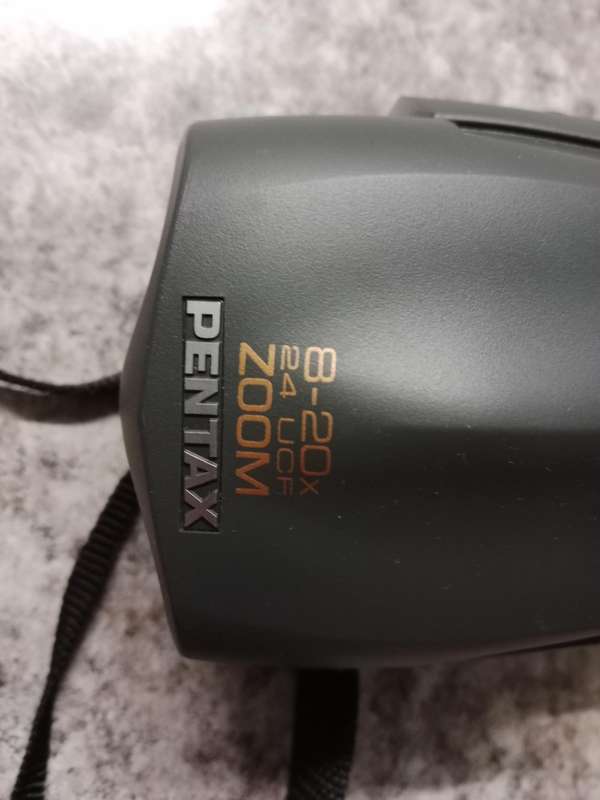 8-20x
24 UCF
ZOOM
PENTAX